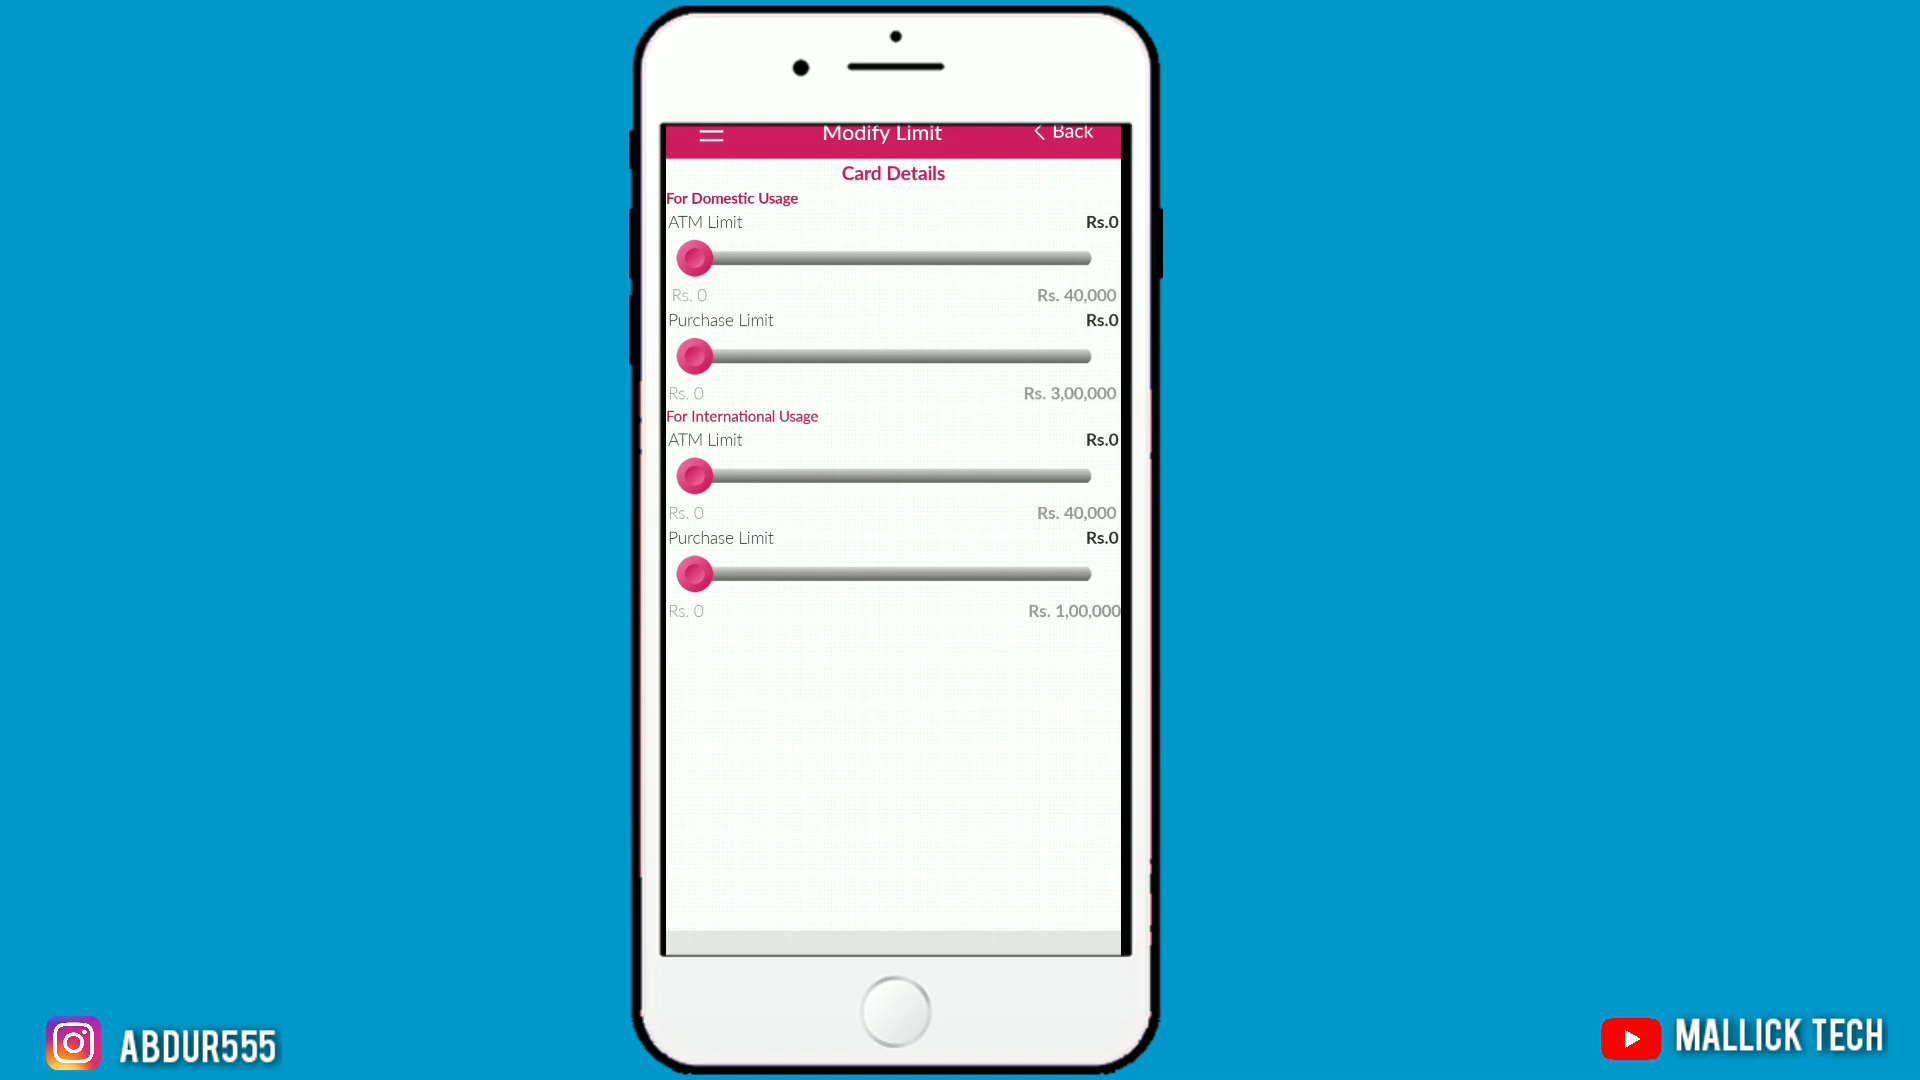 Modify Limit
Back
Card Details
For Domestic Usage
ATM Limit Rs.0
Rs. 0 Rs. 40,000
Purchase Limit Rs.0
Rs. 0 Rs. 3,00,000
For International Usage
ATM Limit Rs.0
Rs. 0 Rs. 40,000
Purchase Limit Rs.0
Rs. 0 Rs. 1,00,000
ABDUR555
MALLICK TECH